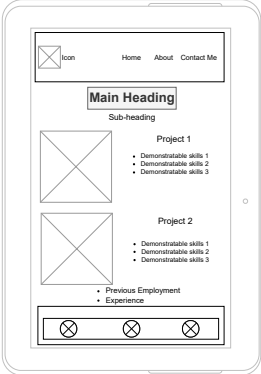 Icon Home About Contact Me
Main Heading
Sub-heading
Project 1
Demonstratable skills 1
Demonstratable skills 2
Demonstratable skills 3
Project 2
Demonstratable skills 1
Demonstratable skills 2
Demonstratable skills 3
Previous Employment
Experience